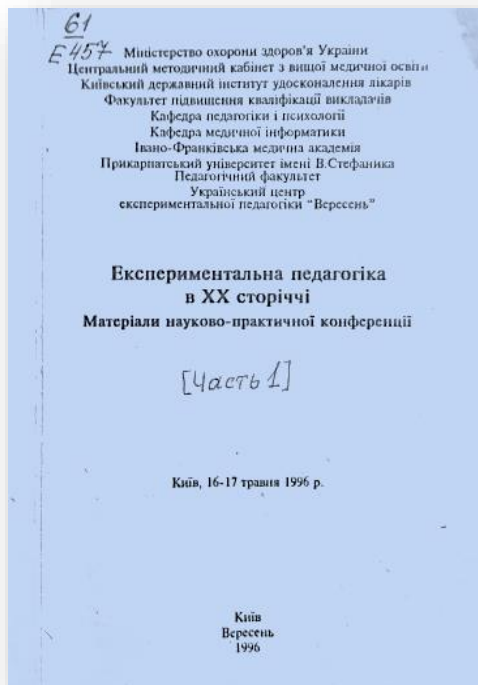 61
Е457
Міністерство охорони здоров'я України
Центральний методичний кабінет з вищої медичної освіти
Київський державний інститут удосконалення лікарів
Факультет підвищення кваліфікації викладачів
Кафедра педагогіки і психології
Кафедра медичної інформатики
Івано-Франківська медична академія
Прикарпатський університет імені В.Стефаника
Педагогічний факультет
Український центр
експериментальної педагогіки "Вересень"
Експериментальна педагогіка
в XX сторіччі
Матеріали науково-практичної конференції
[Часть 1]
Київ, 16-17 травня 1996 р.
Київ
Вересень
1996